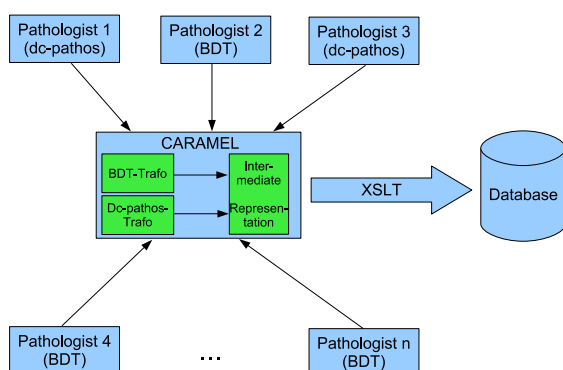 Pathologist 1
(dc-pathos)
Pathologist 2
(BDT)
Pathologist 3
(dc-pathos)
CARAMEL
BDT-Trafo
Inter-
mediate
Dc-pathos-
Trafo
Represen-
tation
XSLT
Database
Pathologist 4
(BDT)
...
Pathologist n
(BDT)